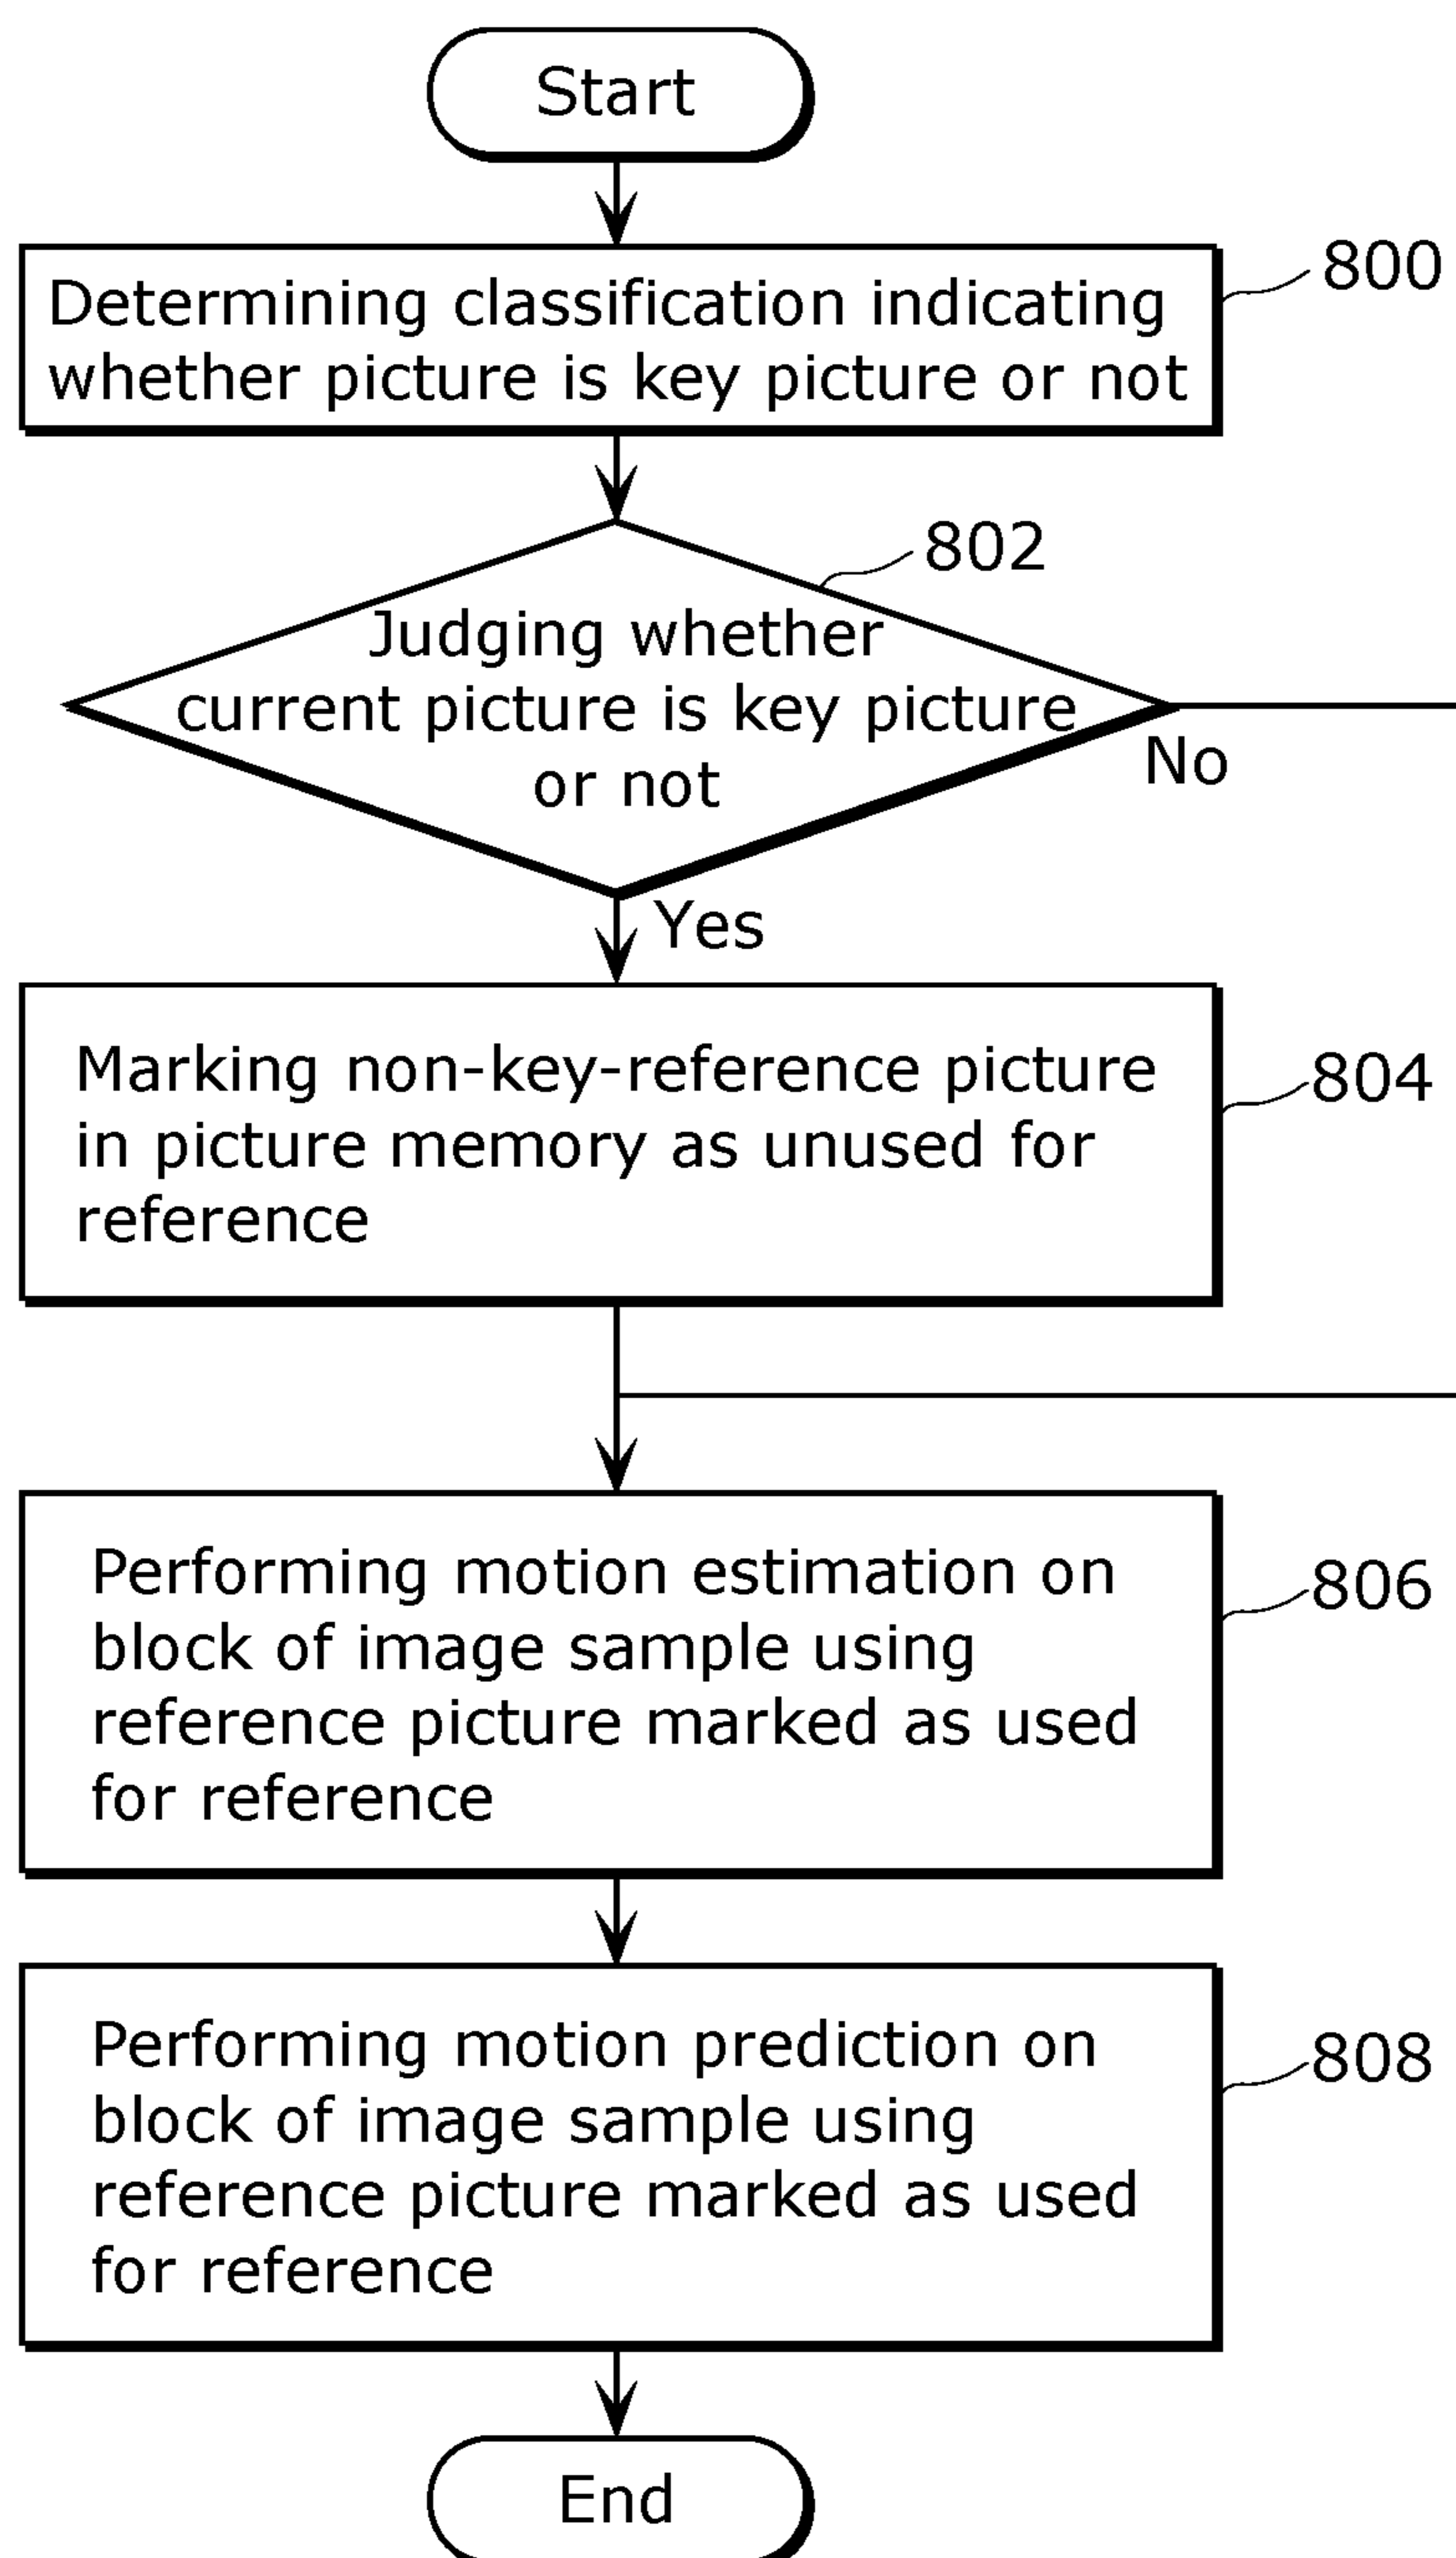 Start
Determining classification indicating
whether picture is key picture or not
800
802
Judging whether
current picture is key picture
or not
No
Yes
Marking non-key-reference picture
in picture memory as unused for
reference
804
Performing motion estimation on
block of image sample using
reference picture marked as used
for reference
806
Performing motion prediction on
block of image sample using
reference picture marked as used
for reference
808
End